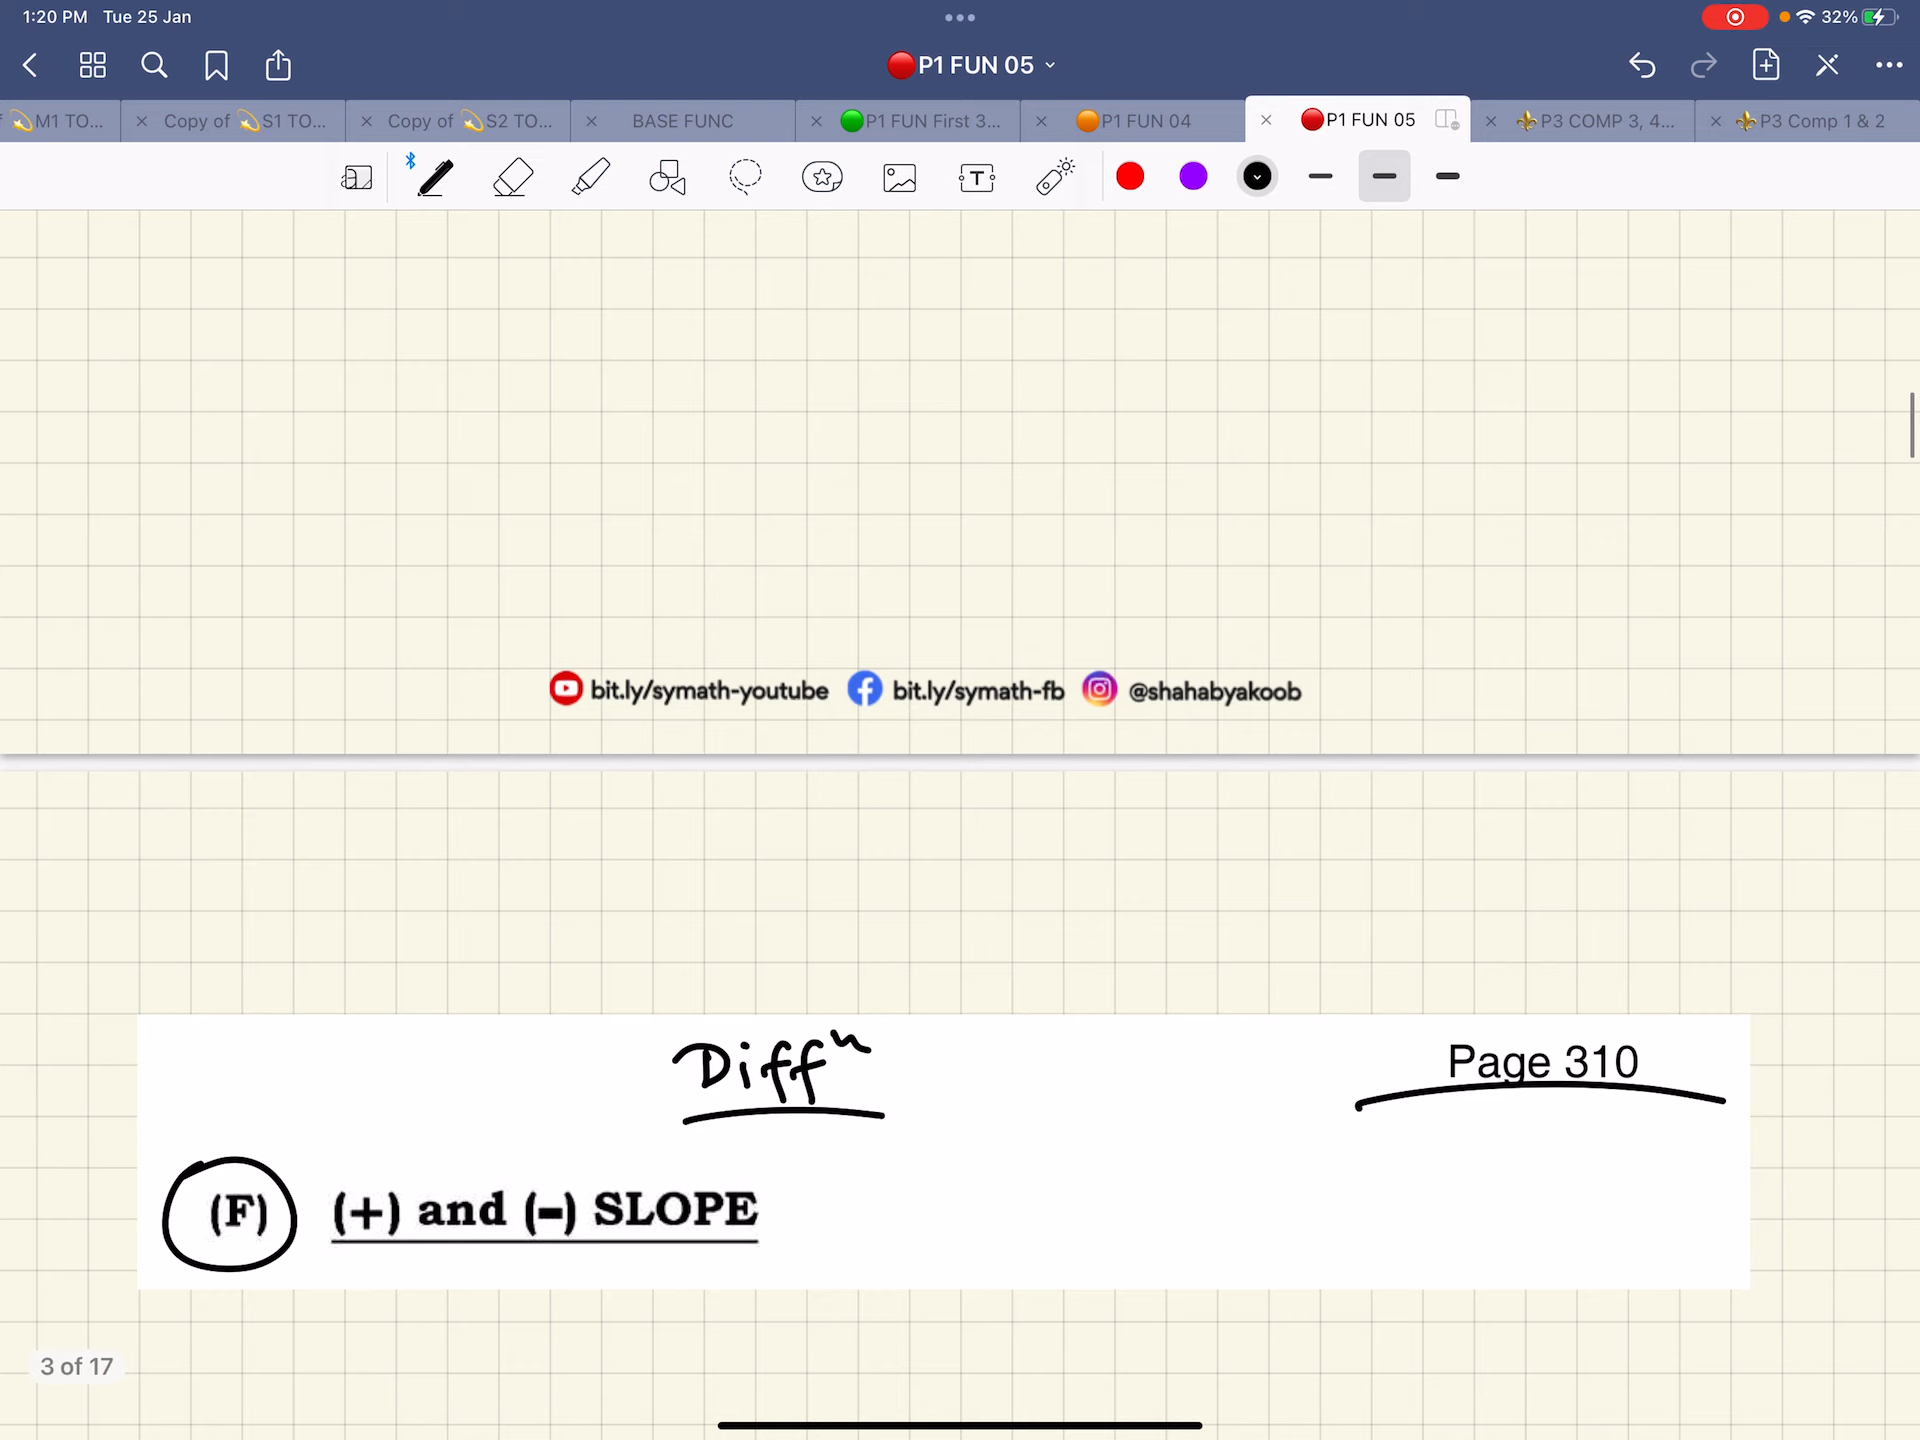 1:20 PM Tue 25 Jan
32%
P1 FUN 05
M1 TO...
Copy of S1 TO...
Copy of S2 TO...
BASE FUNC
P1 FUN First 3...
P1 FUN 04
P1 FUN 05
P3 COMP 3, 4...
P3 Comp 1 & 2
bit.ly/symath-youtube bit.ly/symath-fb @shahabyakoob
Diffⁿ
Page 310
(F) (+) and (-) SLOPE
3 of 17